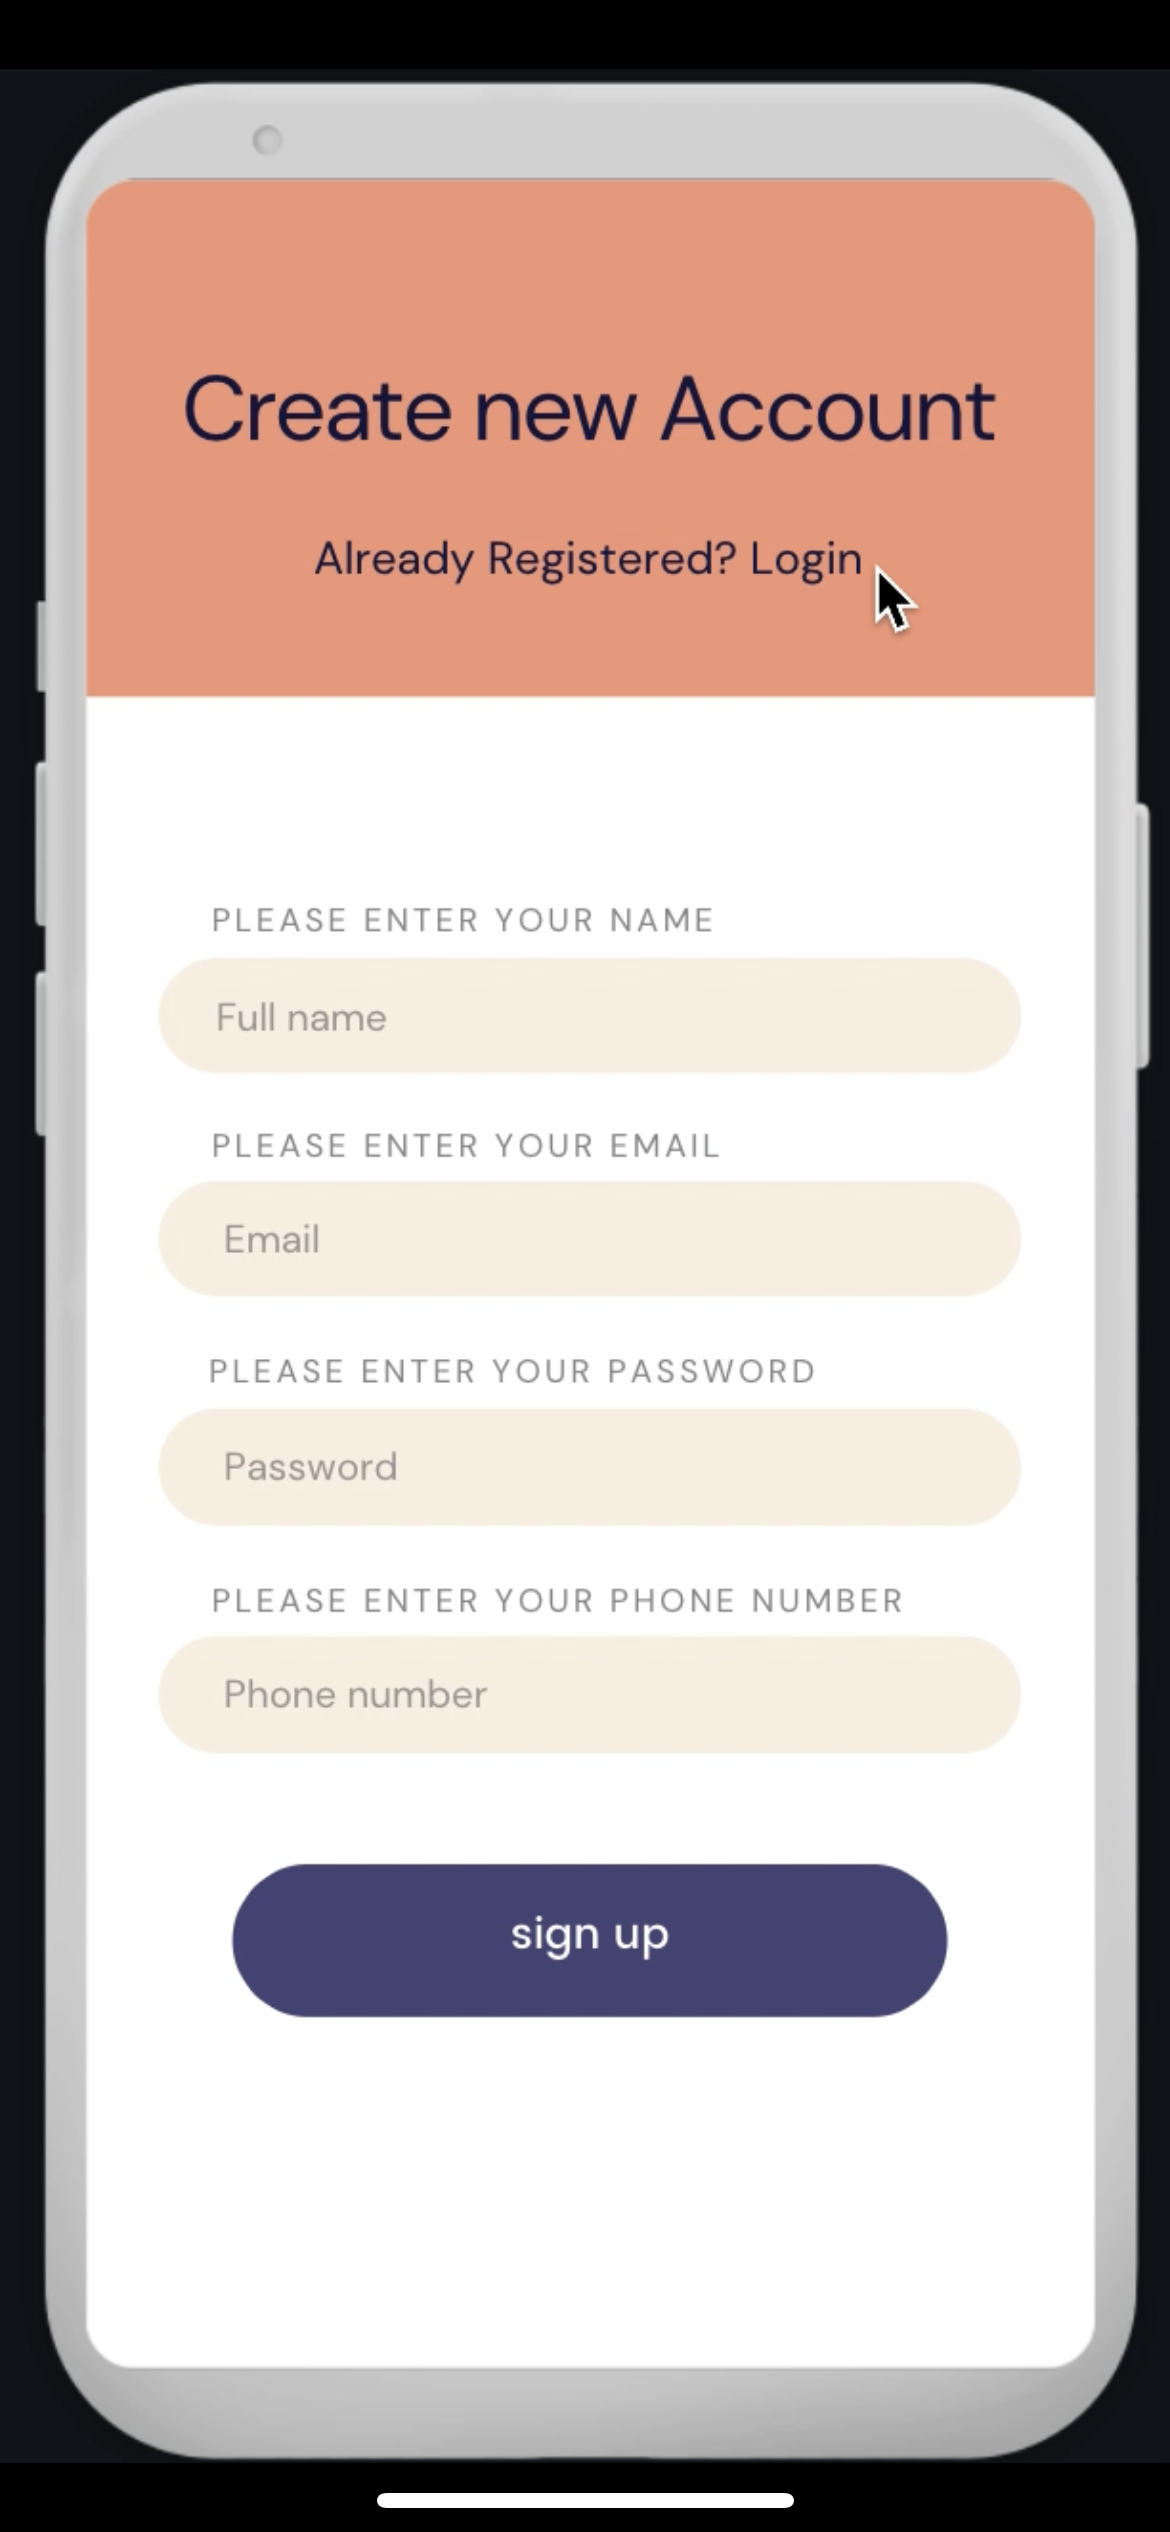 Create new Account
Already Registered? Login
PLEASE ENTER YOUR NAME
Full name
PLEASE ENTER YOUR EMAIL
Email
PLEASE ENTER YOUR PASSWORD
Password
PLEASE ENTER YOUR PHONE NUMBER
Phone number
sign up